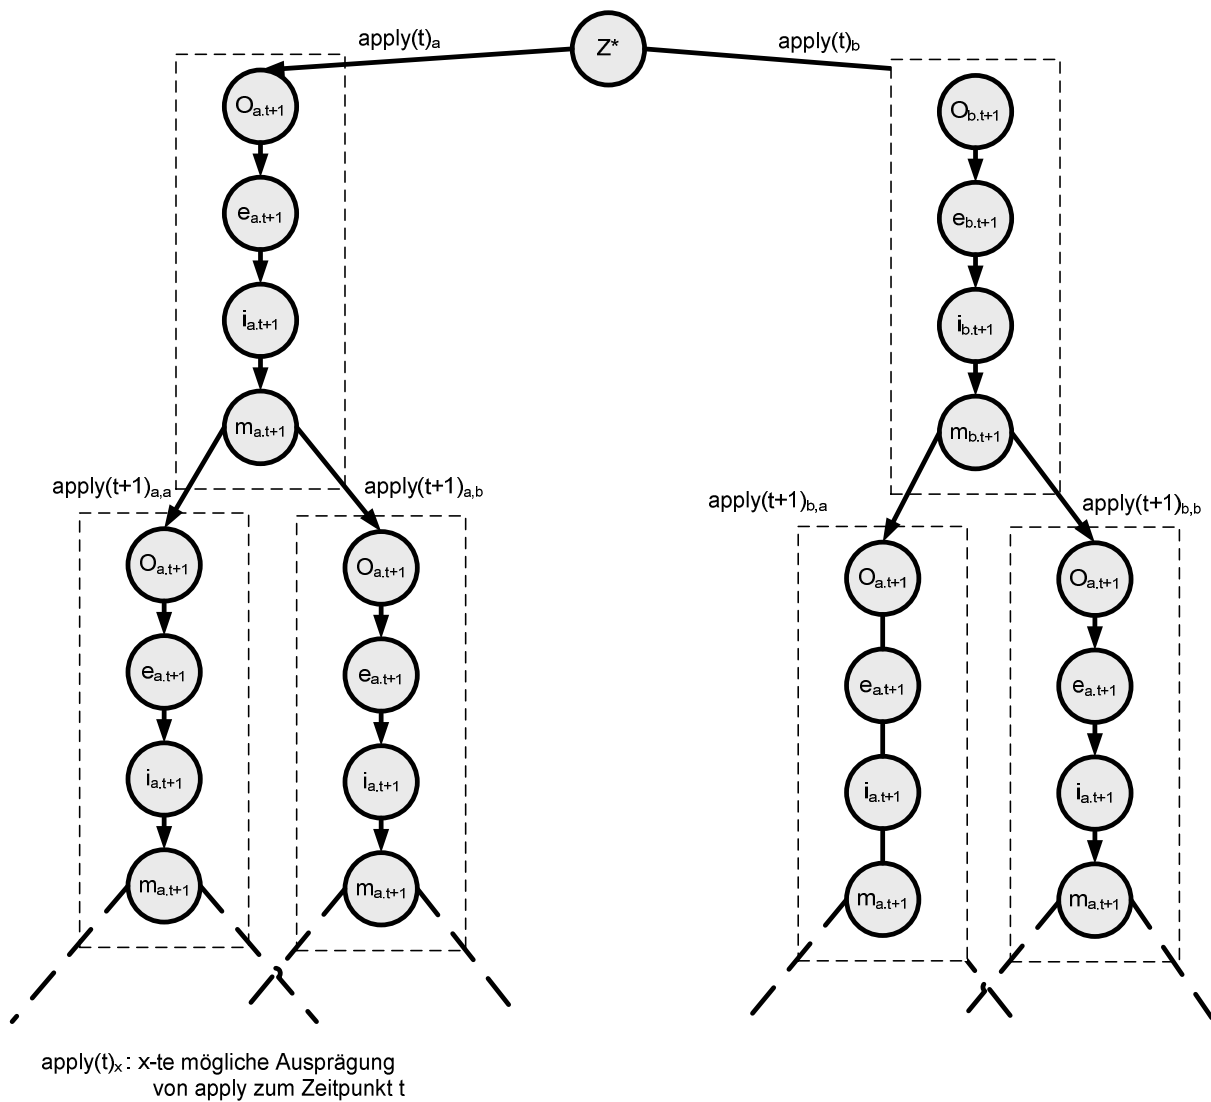 apply(t)a
Z*
apply(t)b
Oa.t+1
ea.t+1
ia.t+1
ma.t+1
Ob.t+1
eb.t+1
ib.t+1
mb.t+1
apply(t+1)a,a
apply(t+1)a,b
apply(t+1)b,a
apply(t+1)b,b
Oa.t+1
ea.t+1
ia.t+1
ma.t+1
Oa.t+1
ea.t+1
ia.t+1
ma.t+1
Oa.t+1
ea.t+1
ia.t+1
ma.t+1
Oa.t+1
ea.t+1
ia.t+1
ma.t+1
apply(t)x: x-te mögliche Ausprägung
von apply zum Zeitpunkt t